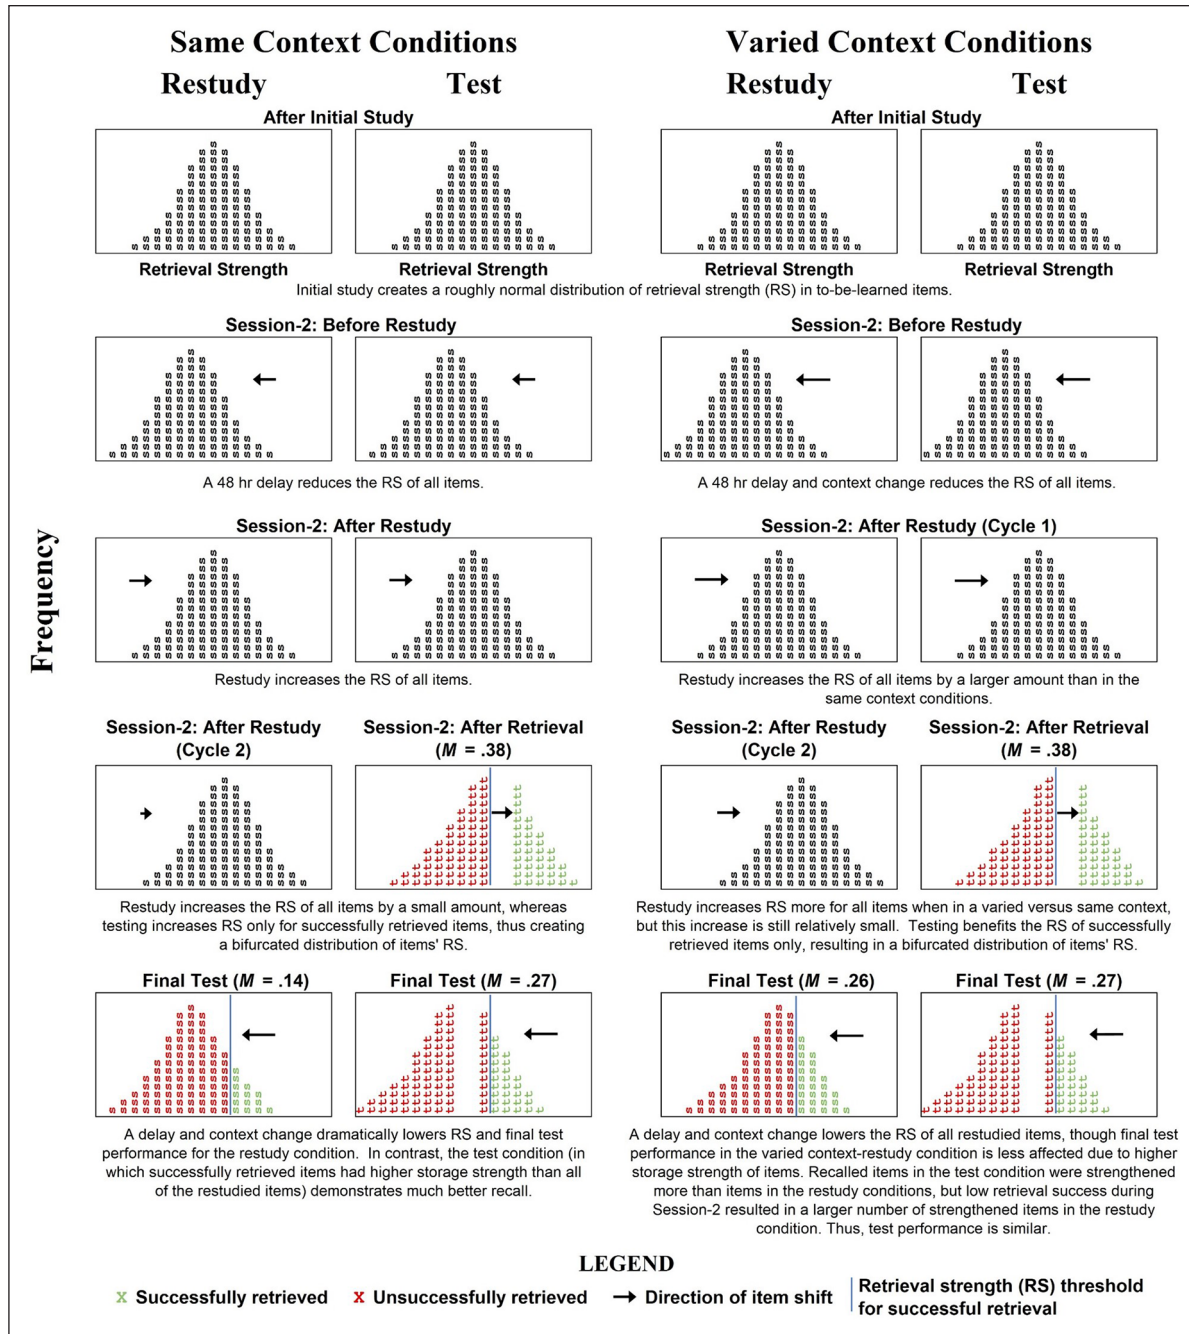 Same Context Conditions
Varied Context Conditions
Restudy
Test
Restudy
Test
After Initial Study
After Initial Study
Retrieval Strength
Retrieval Strength
Retrieval Strength
Retrieval Strength
Initial study creates a roughly normal distribution of retrieval strength (RS) in to-be-learned items.
Session-2: Before Restudy
Session-2: Before Restudy
A 48 hr delay reduces the RS of all items.
A 48 hr delay and context change reduces the RS of all items.
Frequency
Session-2: After Restudy
Session-2: After Restudy (Cycle 1)
Restudy increases the RS of all items.
Restudy increases the RS of all items by a larger amount than in the
same context conditions.
Session-2: After Restudy
(Cycle 2)
Session-2: After Retrieval
(M = .38)
Session-2: After Restudy
(Cycle 2)
Session-2: After Retrieval
(M = .38)
Restudy increases the RS of all items by a small amount, whereas
testing increases RS only for successfully retrieved items, thus creating
a bifurcated distribution of items' RS.
Restudy increases RS more for all items when in a varied versus same context,
but this increase is still relatively small. Testing benefits the RS of successfully
retrieved items only, resulting in a bifurcated distribution of items' RS.
Final Test (M = .14)
Final Test (M = .27)
Final Test (M = .26)
Final Test (M = .27)
A delay and context change dramatically lowers RS and final test
performance for the restudy condition. In contrast, the test condition (in
which successfully retrieved items had higher storage strength than all
of the restudied items) demonstrates much better recall.
A delay and context change lowers the RS of all restudied items, though final test
performance in the varied context-restudy condition is less affected due to higher
storage strength of items. Recalled items in the test condition were strengthened
more than items in the restudy conditions, but low retrieval success during
Session-2 resulted in a larger number of strengthened items in the restudy
condition. Thus, test performance is similar.
LEGEND
X Successfully retrieved
X Unsuccessfully retrieved
Direction of item shift
Retrieval strength (RS) threshold
for successful retrieval